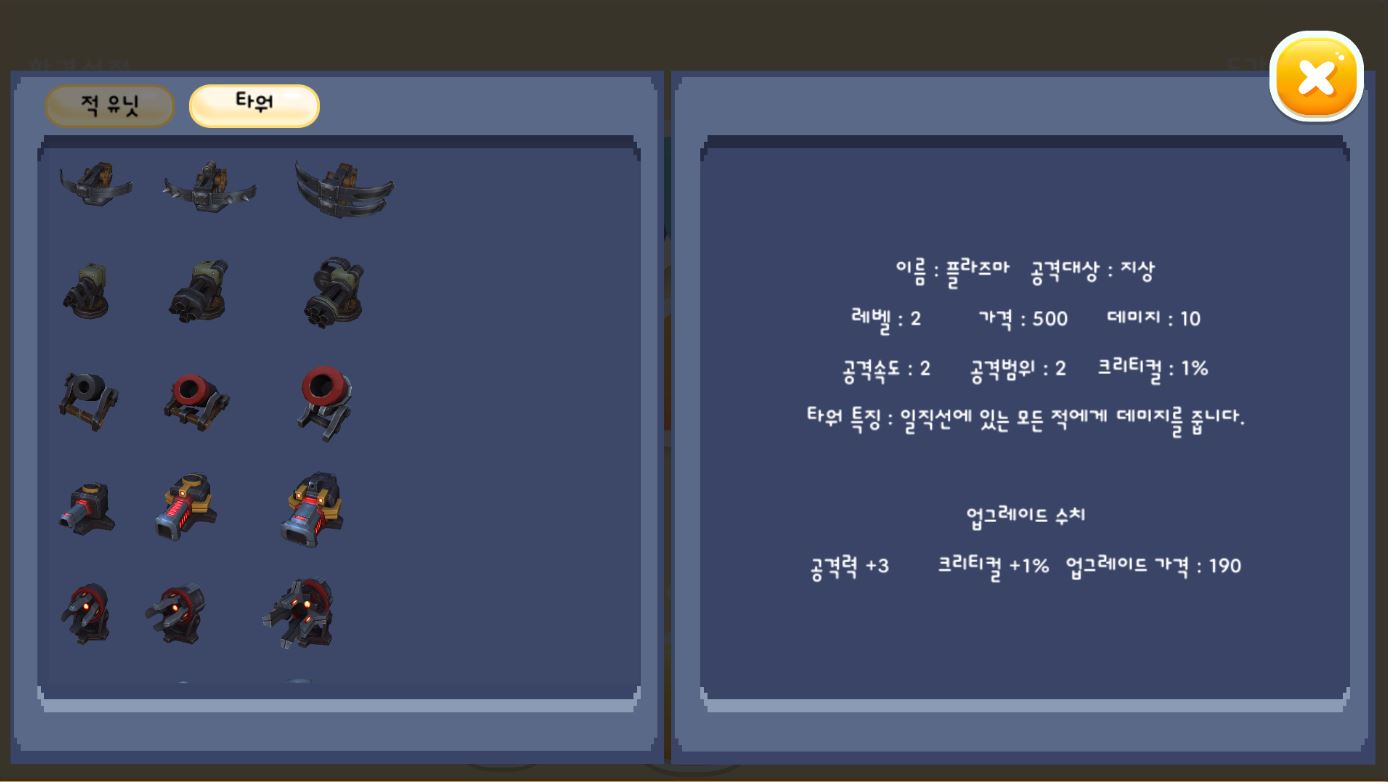 적 유닛 타워
이름 : 플라즈마 공격대상 : 지상
레벨 : 2 가격 : 500 데미지 : 10
공격속도 : 2 공격범위 : 2 크리티컬 : 1%
타워 특징 : 일직선에 있는 모든 적에게 데미지를 줍니다.
업그레이드 수치
공격력 +3 크리티컬 +1% 업그레이드 가격 : 190